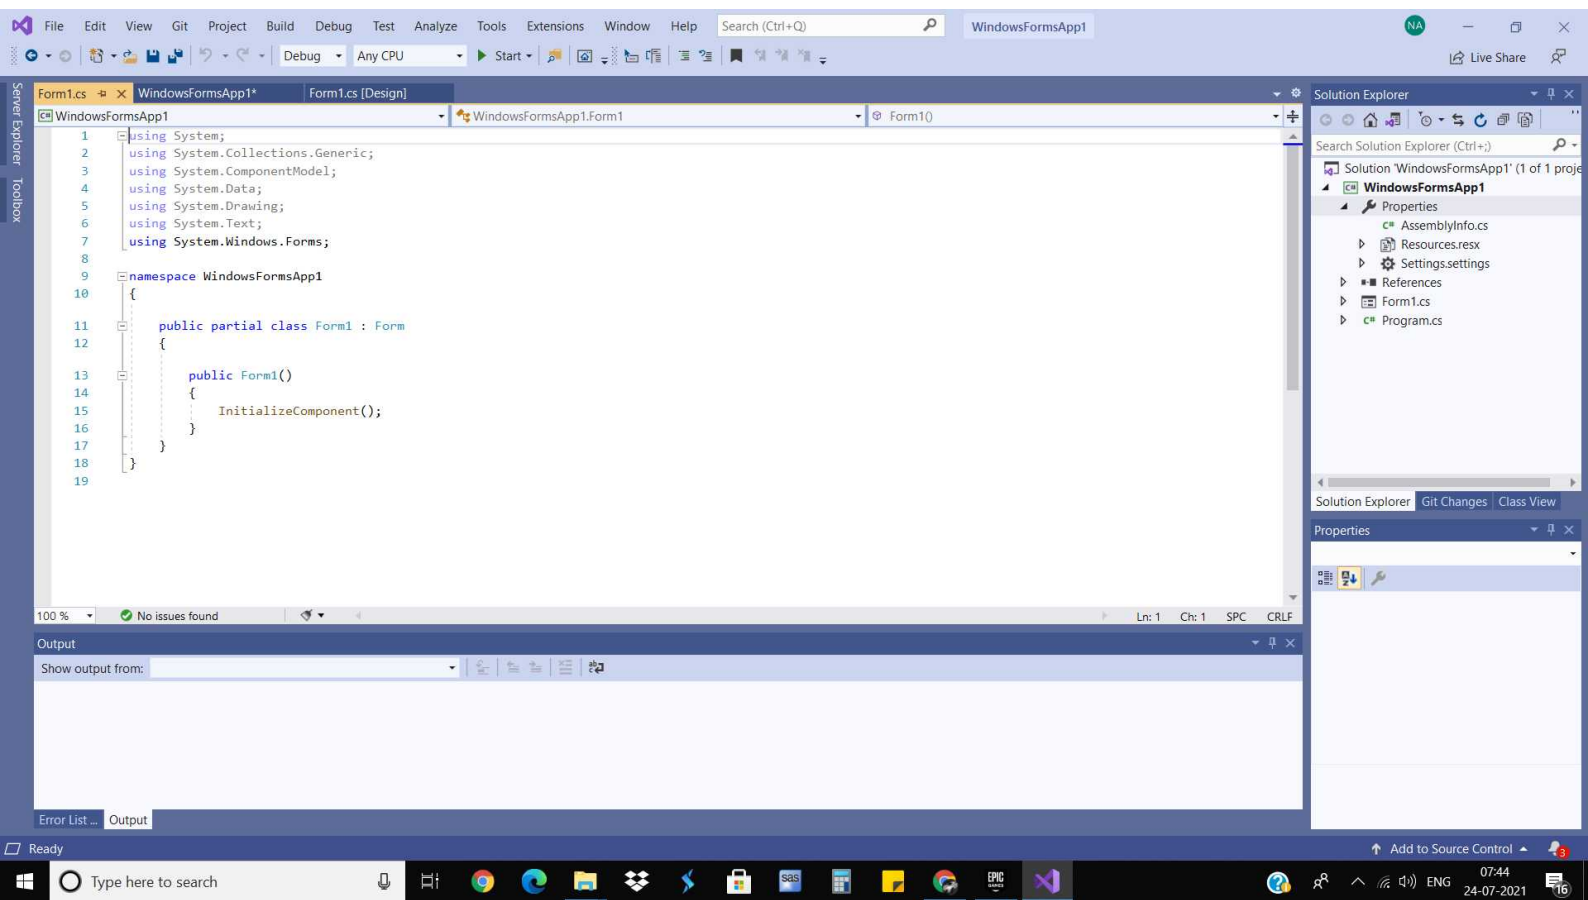 File Edit View Git Project Build Debug Test Analyze Tools Extensions Window Help Search (Ctrl+Q) WindowsFormsApp1 NA
Debug Any CPU Start Live Share
Server Explorer
Toolbox
Form1.cs WindowsFormsApp1* Form1.cs [Design]
WindowsFormsApp1 WindowsFormsApp1.Form1 Form1()
1 using System;
2 using System.Collections.Generic;
3 using System.ComponentModel;
4 using System.Data;
5 using System.Drawing;
6 using System.Text;
7 using System.Windows.Forms;
8
9 namespace WindowsFormsApp1
10 {
11 public partial class Form1 : Form
12 {
13 public Form1()
14 {
15 InitializeComponent();
16 }
17 }
18 }
19
100 % No issues found Ln: 1 Ch: 1 SPC CRLF
Output
Show output from:
Error List ... Output
Solution Explorer
Search Solution Explorer (Ctrl+;)
Solution 'WindowsFormsApp1' (1 of 1 proje
C# WindowsFormsApp1
Properties
C# AssemblyInfo.cs
Resources.resx
Settings.settings
References
Form1.cs
C# Program.cs
Solution Explorer Git Changes Class View
Properties
Ready Add to Source Control 3
Type here to search sas EPIC GAMES ENG 07:44
24-07-2021 16